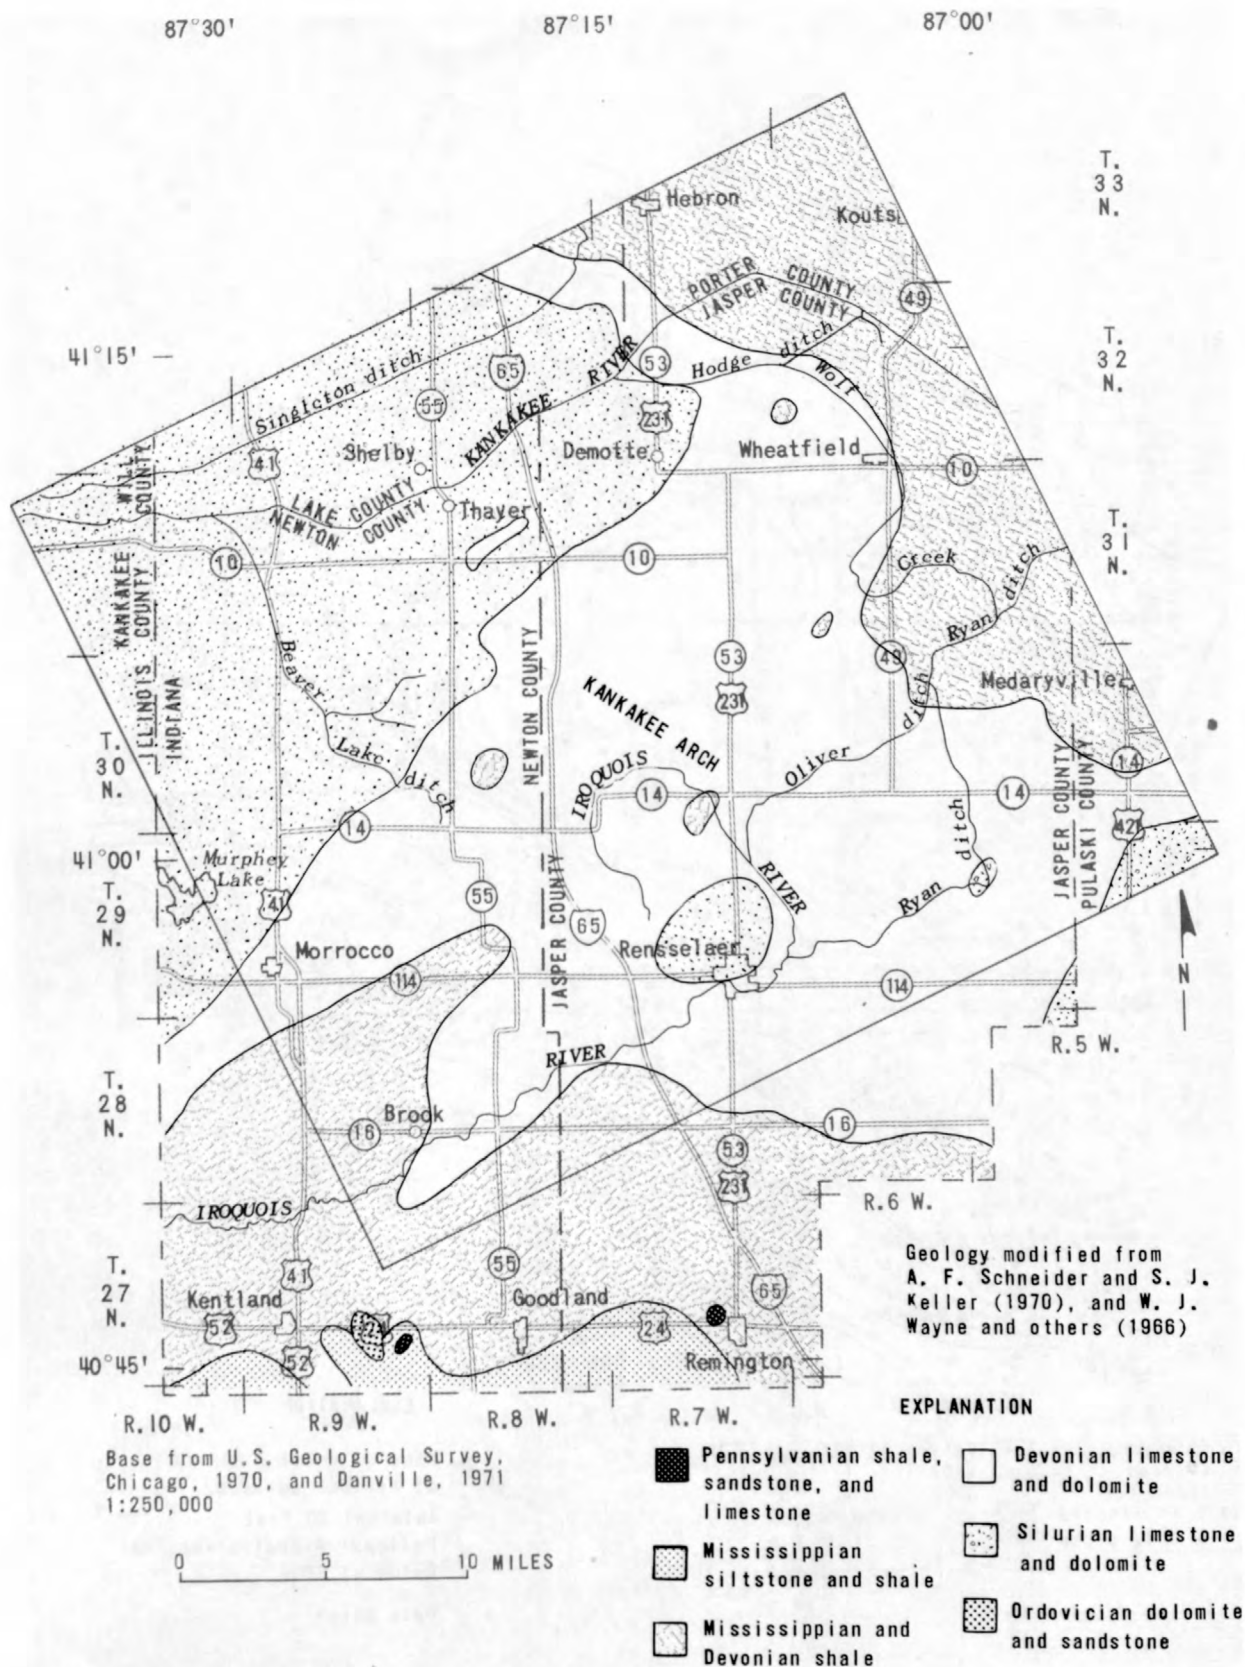 87°30' 87°15' 87°00'
T.
33
N.
Hebron
Kouts
PORTER COUNTY
JASPER COUNTY
49
41°15'
T.
32
N.
Singleton ditch
65
55
KANKAKEE RIVER
53
Hodge ditch
Wolf
231
41
Shelby
Demotte
Wheatfield
10
WILL COUNTY
LAKE COUNTY
NEWTON COUNTY
Thayer
T.
31
N.
10
10
KANKAKEE COUNTY
Creek
Ryan ditch
Beaver
Lake ditch
ILLINOIS
INDIANA
NEWTON COUNTY
53
49
231
KANKAKEE ARCH
Medaryville
ditch
Oliver
T.
30
N.
IROQUOIS
14
14
14
14
421
JASPER COUNTY
PULASKI COUNTY
41°00'
Murphey
Lake
T.
29
N.
41
55
JASPER COUNTY
65
RIVER
ditch
Ryan
Rensselaer
Morrocco
114
114
N
RIVER
R.5 W.
T.
28
N.
Brook
16
16
53
231
IROQUOIS
R.6 W.
T.
27
N.
41
55
65
Kentland
Goodland
52
24
24
40°45'
52
Remington
Geology modified from
A. F. Schneider and S. J.
Keller (1970), and W. J.
Wayne and others (1966)
R.10 W. R.9 W. R.8 W. R.7 W.
Base from U.S. Geological Survey,
Chicago, 1970, and Danville, 1971
1:250,000
0 5 10 MILES
EXPLANATION
Pennsylvanian shale,
sandstone, and
limestone
Mississippian
siltstone and shale
Mississippian and
Devonian shale
Devonian limestone
and dolomite
Silurian limestone
and dolomite
Ordovician dolomite
and sandstone